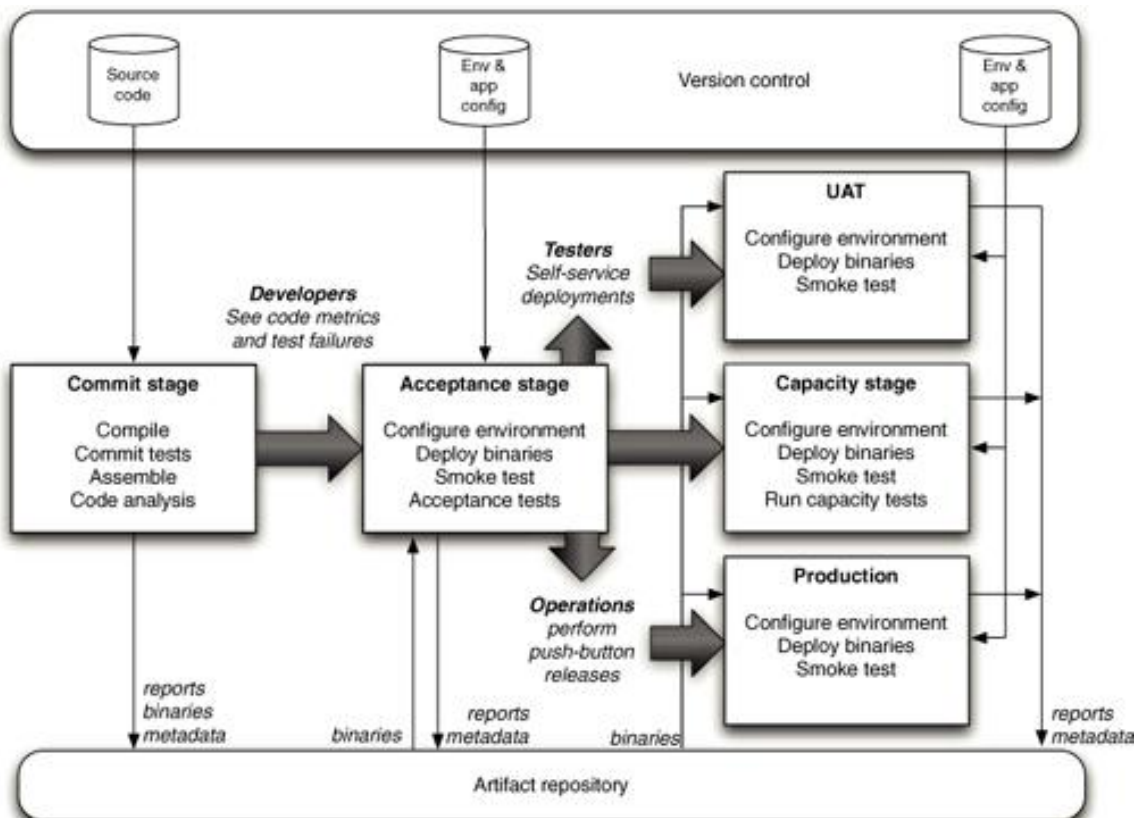 Source
code
Env &
app
config
Version control
Env &
app
config
UAT
Configure environment
Deploy binaries
Smoke test
Testers
Self-service
deployments
Developers
See code metrics
and test failures
Commit stage
Compile
Commit tests
Assemble
Code analysis
Acceptance stage
Configure environment
Deploy binaries
Smoke test
Acceptance tests
Capacity stage
Configure environment
Deploy binaries
Smoke test
Run capacity tests
Operations
perform
push-button
releases
Production
Configure environment
Deploy binaries
Smoke test
reports
binaries
metadata
binaries
reports
metadata
binaries
reports
metadata
Artifact repository